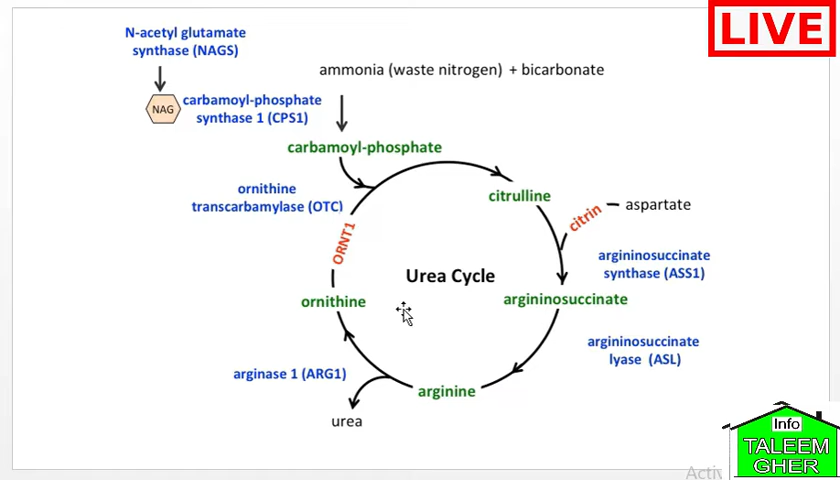 LIVE
N-acetyl glutamate
synthase (NAGS)
ammonia (waste nitrogen) + bicarbonate
NAG
carbamoyl-phosphate
synthase 1 (CPS1)
carbamoyl-phosphate
ornithine
transcarbamylase (OTC)
citrulline
citrin
aspartate
ORNT1
argininosuccinate
synthase (ASS1)
Urea Cycle
ornithine
argininosuccinate
argininosuccinate
lyase (ASL)
arginase 1 (ARG1)
arginine
urea
Info
TALEEM
GHER
Activ